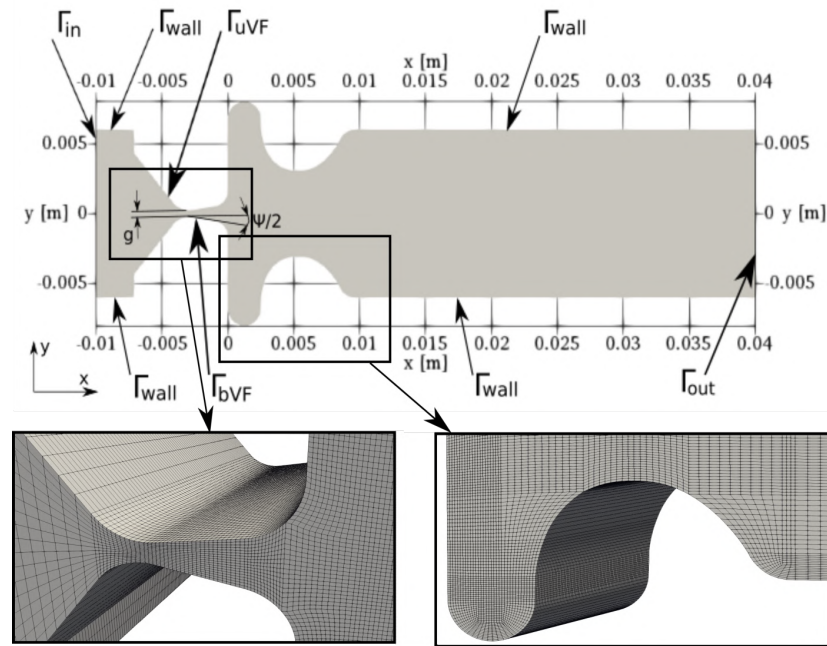 Γin Γwall ΓuVF Γwall
x [m]
-0.01 -0.005 0 0.005 0.01 0.015 0.02 0.025 0.03 0.035 0.04
0.005 0.005
y [m] 0 0 y [m]
g Ψ/2
-0.005 -0.005
-0.01 -0.005 0 0.005 0.01 0.015 0.02 0.025 0.03 0.035 0.04
x [m]
y
x
Γwall ΓbVF Γwall Γout